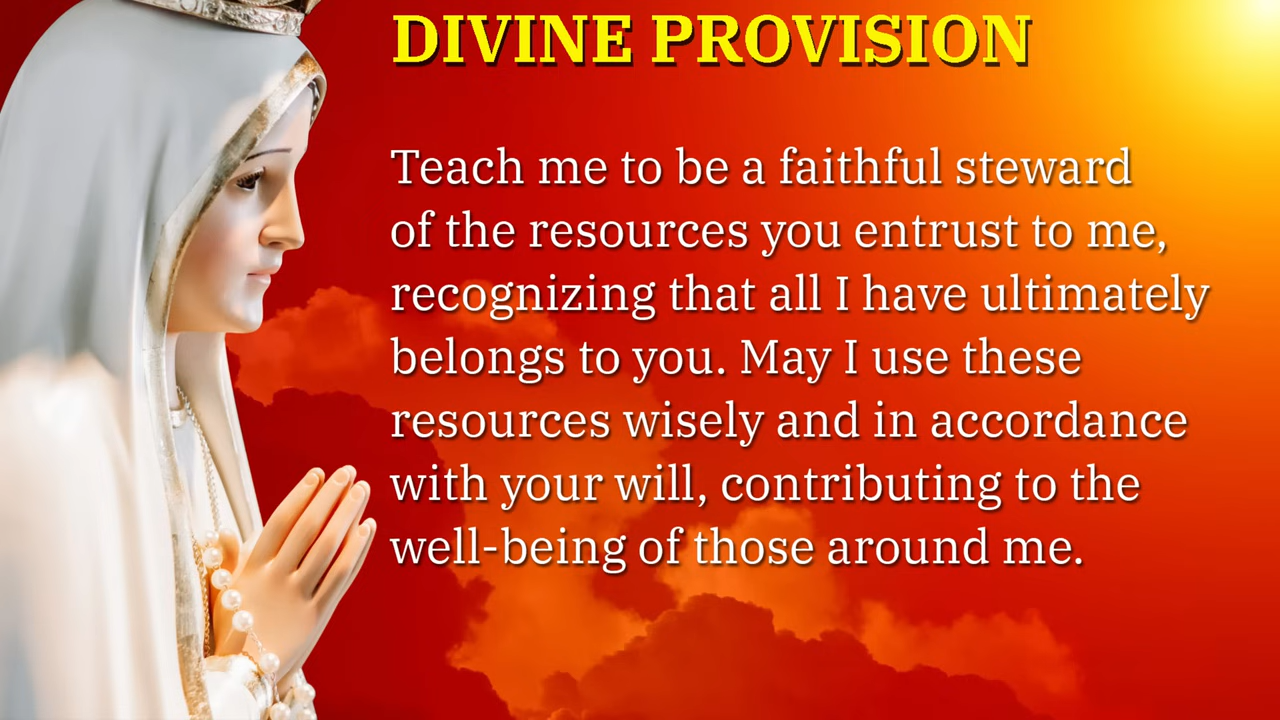 DIVINE PROVISION
Teach me to be a faithful steward
of the resources you entrust to me,
recognizing that all I have ultimately
belongs to you. May I use these
resources wisely and in accordance
with your will, contributing to the
well-being of those around me.